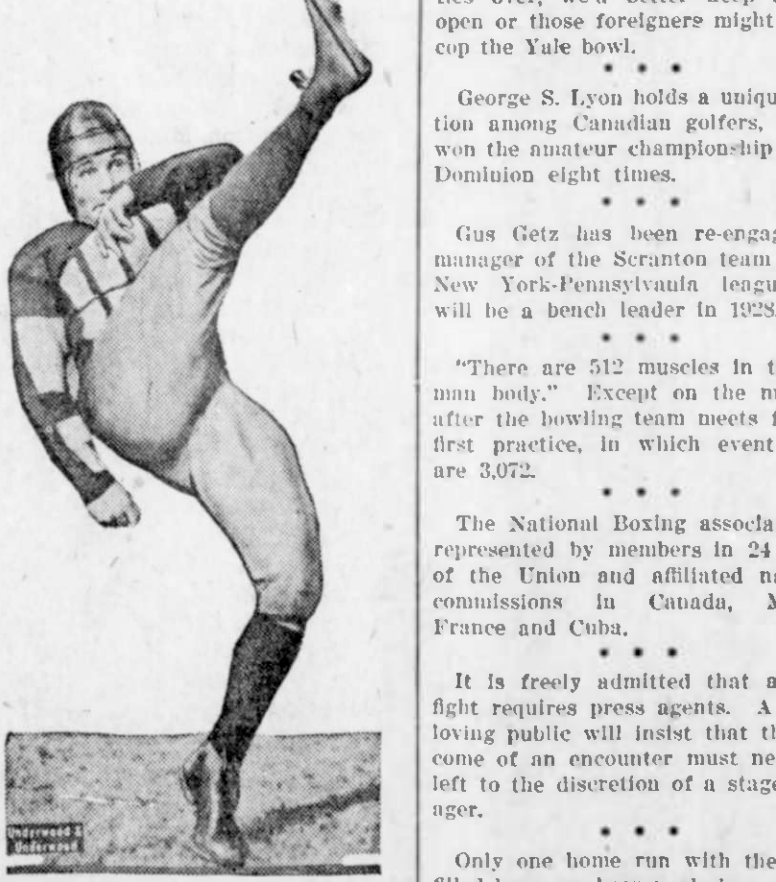 Underwood &
Underwood
open or those foreigners might
cop the Yale bowl.
* * *
George S. Lyon holds a uniqu
tion among Canadian golfers,
won the amateur championship
Dominion eight times.
* * *
Gus Getz has been re-engag
manager of the Scranton team
New York-Pennsylvania leagu
will be a bench leader in 1928.
* * *
"There are 512 muscles in t
man body." Except on the
after the bowling team meets f
first practice, in which event
are 3,072.
* * *
The National Boxing associa
represented by members in 24
of the Union and affiliated na
commissions in Canada, M
France and Cuba.
* * *
It is freely admitted that a
fight requires press agents. A
loving public will insist that th
come of an encounter must ne
left to the discretion of a stage
ager.
* * *
Only one home run with the